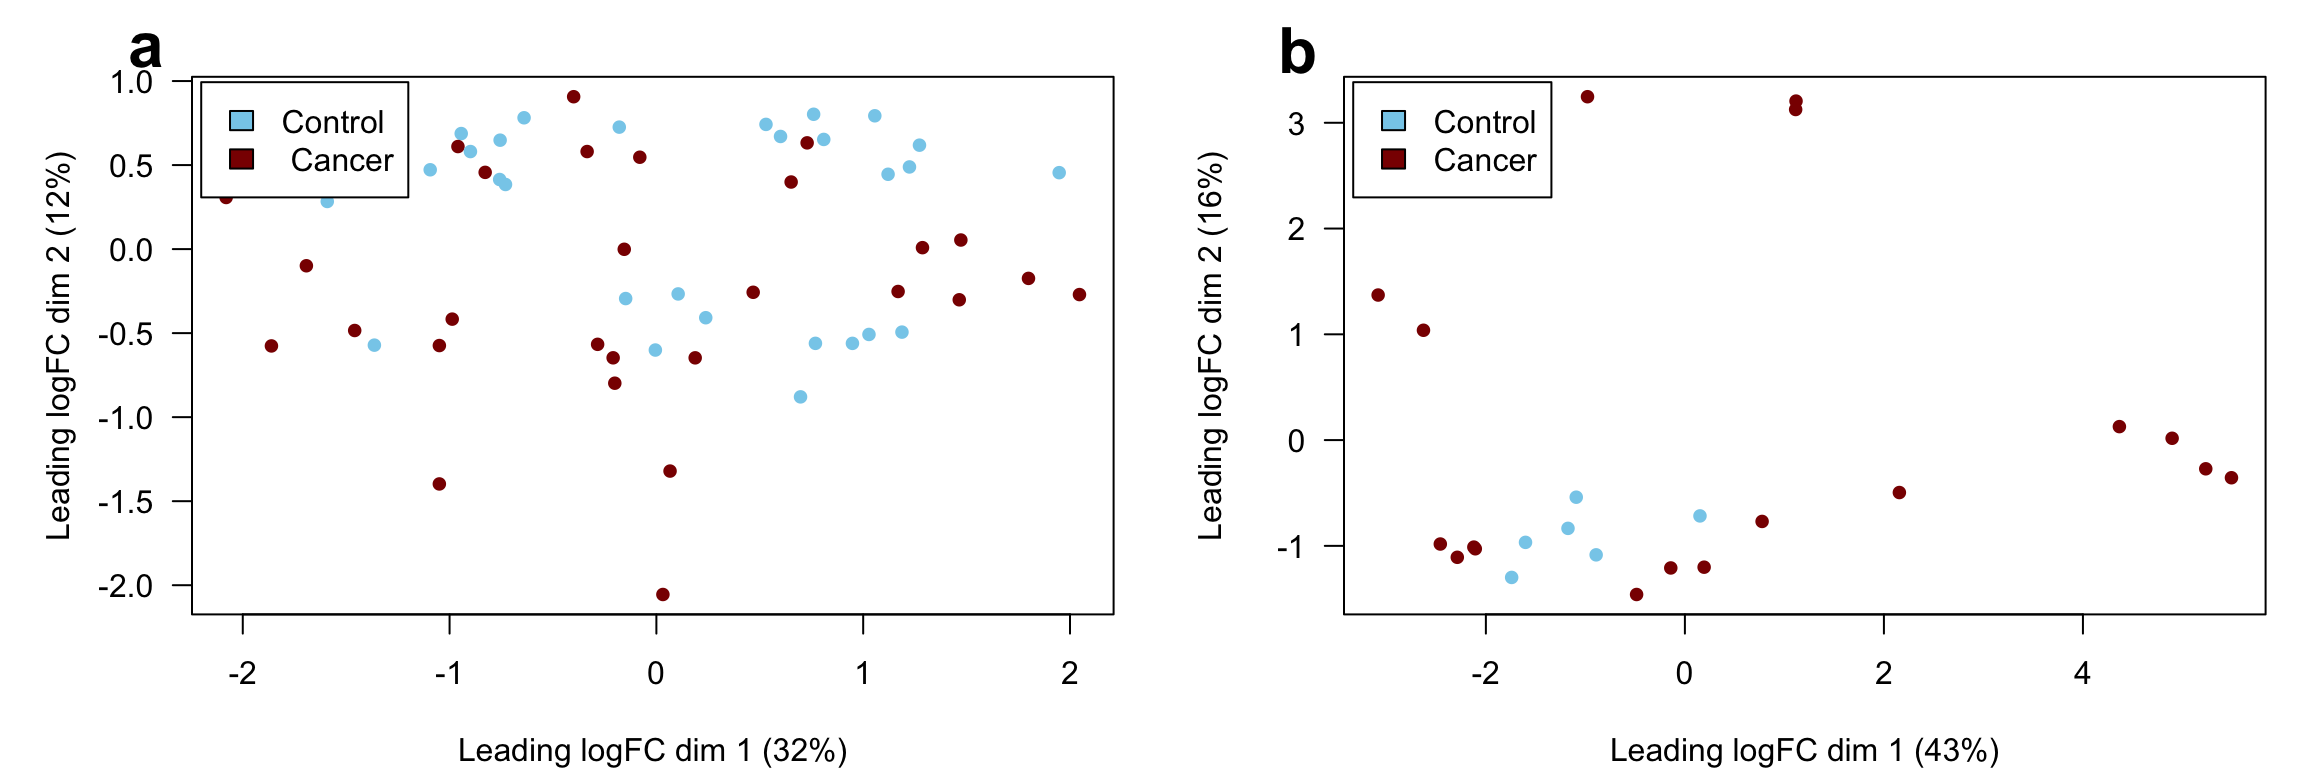 a
Control
Cancer
1.0
0.5
0.0
-0.5
-1.0
-1.5
-2.0
Leading logFC dim 2 (12%)
-2 -1 0 1 2
Leading logFC dim 1 (32%)
b
Control
Cancer
3
2
1
0
-1
Leading logFC dim 2 (16%)
-2 0 2 4
Leading logFC dim 1 (43%)